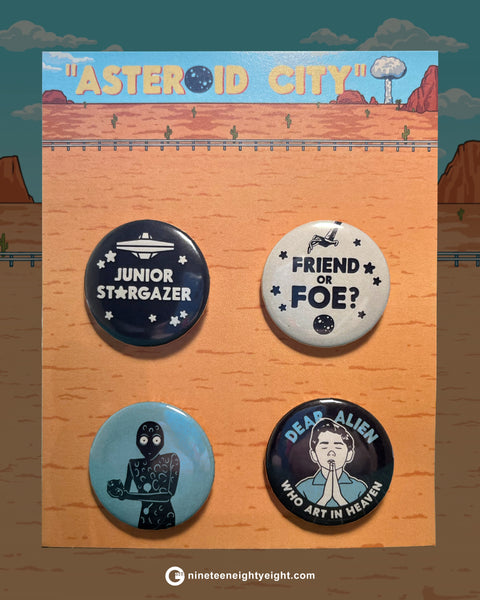 "ASTEROID CITY"
JUNIOR
STARGAZER
FRIEND
OR
FOE?
DEAR ALIEN
WHO ART IN HEAVEN
nineteeneightyeight.com